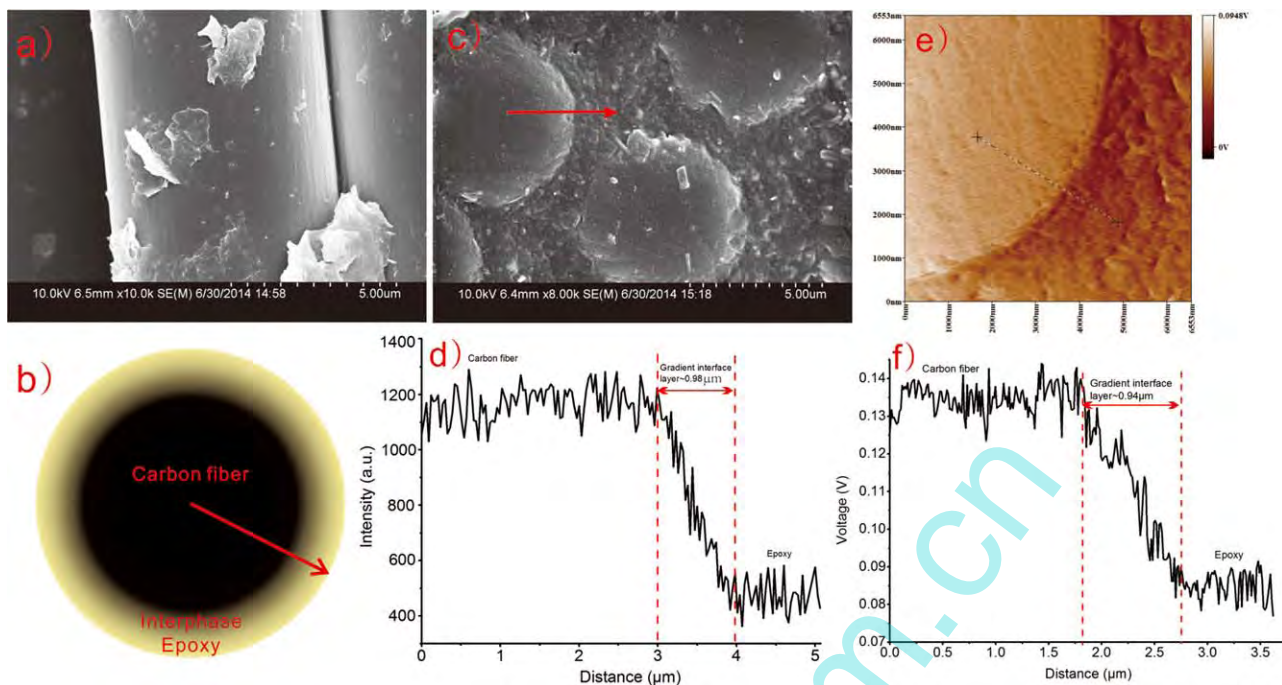 a)
10.0kV 6.5mm x10.0k SE(M) 6/30/2014 14:58
5.00um
c)
10.0kV 6.4mm x8.00k SE(M) 6/30/2014 15:18
5.00um
e)
6553nm
6000nm
5000nm
4000nm
3000nm
2000nm
1000nm
0nm
0nm
1000nm
2000nm
3000nm
4000nm
5000nm
6000nm
6553nm
0.0948V
0V
b)
Carbon fiber
Interphase
Epoxy
d)
Carbon fiber
Gradient interface
layer~0.98μm
Epoxy
Intensity (a.u.)
1400
1200
1000
800
600
400
0
1
2
3
4
5
Distance (μm)
f)
Carbon fiber
Gradient interface
layer~0.94μm
Epoxy
Voltage (V)
0.14
0.13
0.12
0.11
0.10
0.09
0.08
0.07
0.0
0.5
1.0
1.5
2.0
2.5
3.0
3.5
Distance (μm)
m.cn